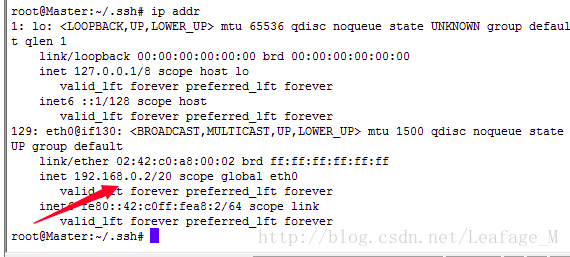 root@Master:~/.ssh# ip addr
1: lo: <LOOPBACK,UP,LOWER_UP> mtu 65536 qdisc noqueue state UNKNOWN group defaul
t qlen 1
    link/loopback 00:00:00:00:00:00 brd 00:00:00:00:00:00
    inet 127.0.0.1/8 scope host lo
       valid_lft forever preferred_lft forever
    inet6 ::1/128 scope host
       valid_lft forever preferred_lft forever
129: eth0@if130: <BROADCAST,MULTICAST,UP,LOWER_UP> mtu 1500 qdisc noqueue state
UP group default
    link/ether 02:42:c0:a8:00:02 brd ff:ff:ff:ff:ff:ff
    inet 192.168.0.2/20 scope global eth0
       valid_lft forever preferred_lft forever
    inet6 fe80::42:c0ff:fea8:2/64 scope link
       valid_lft forever preferred_lft forever
root@Master:~/.ssh#
http://blog.csdn.net/Leafage_M